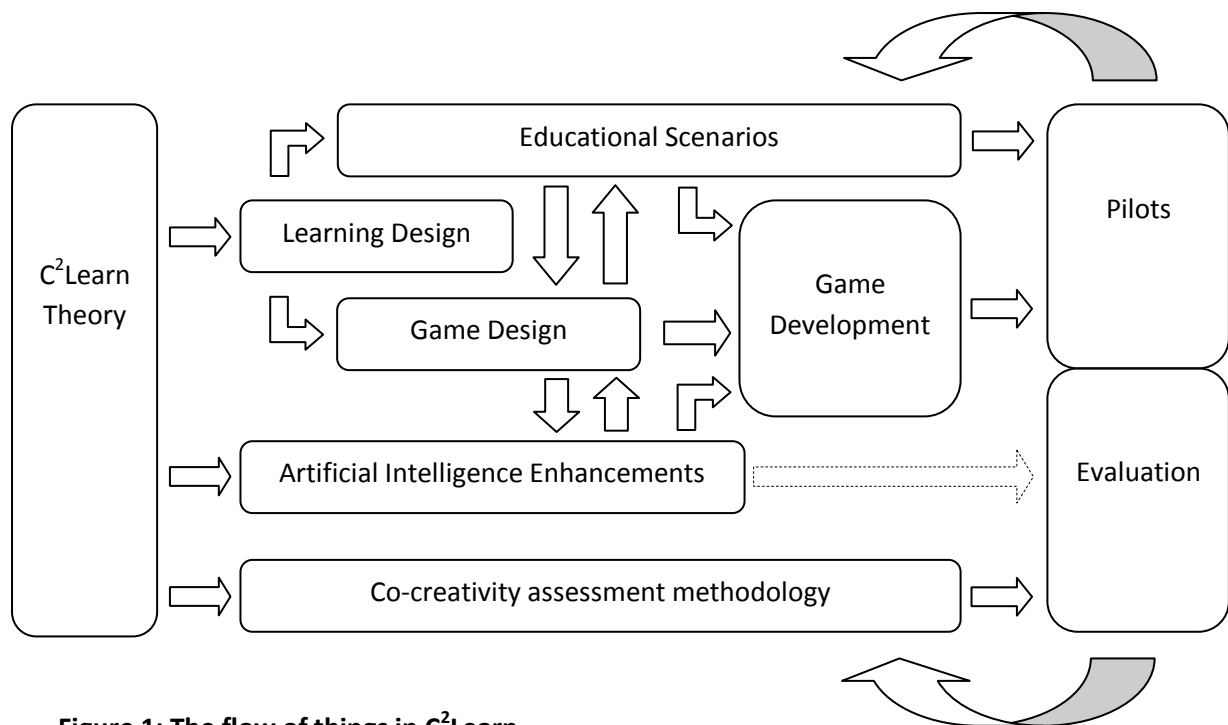 Educational Scenarios
Learning Design
Pilots
C²Learn
Theory
Game
Development
Game Design
Artificial Intelligence Enhancements
Evaluation
Co-creativity assessment methodology
Figure 1: The flow of things in C²Learn